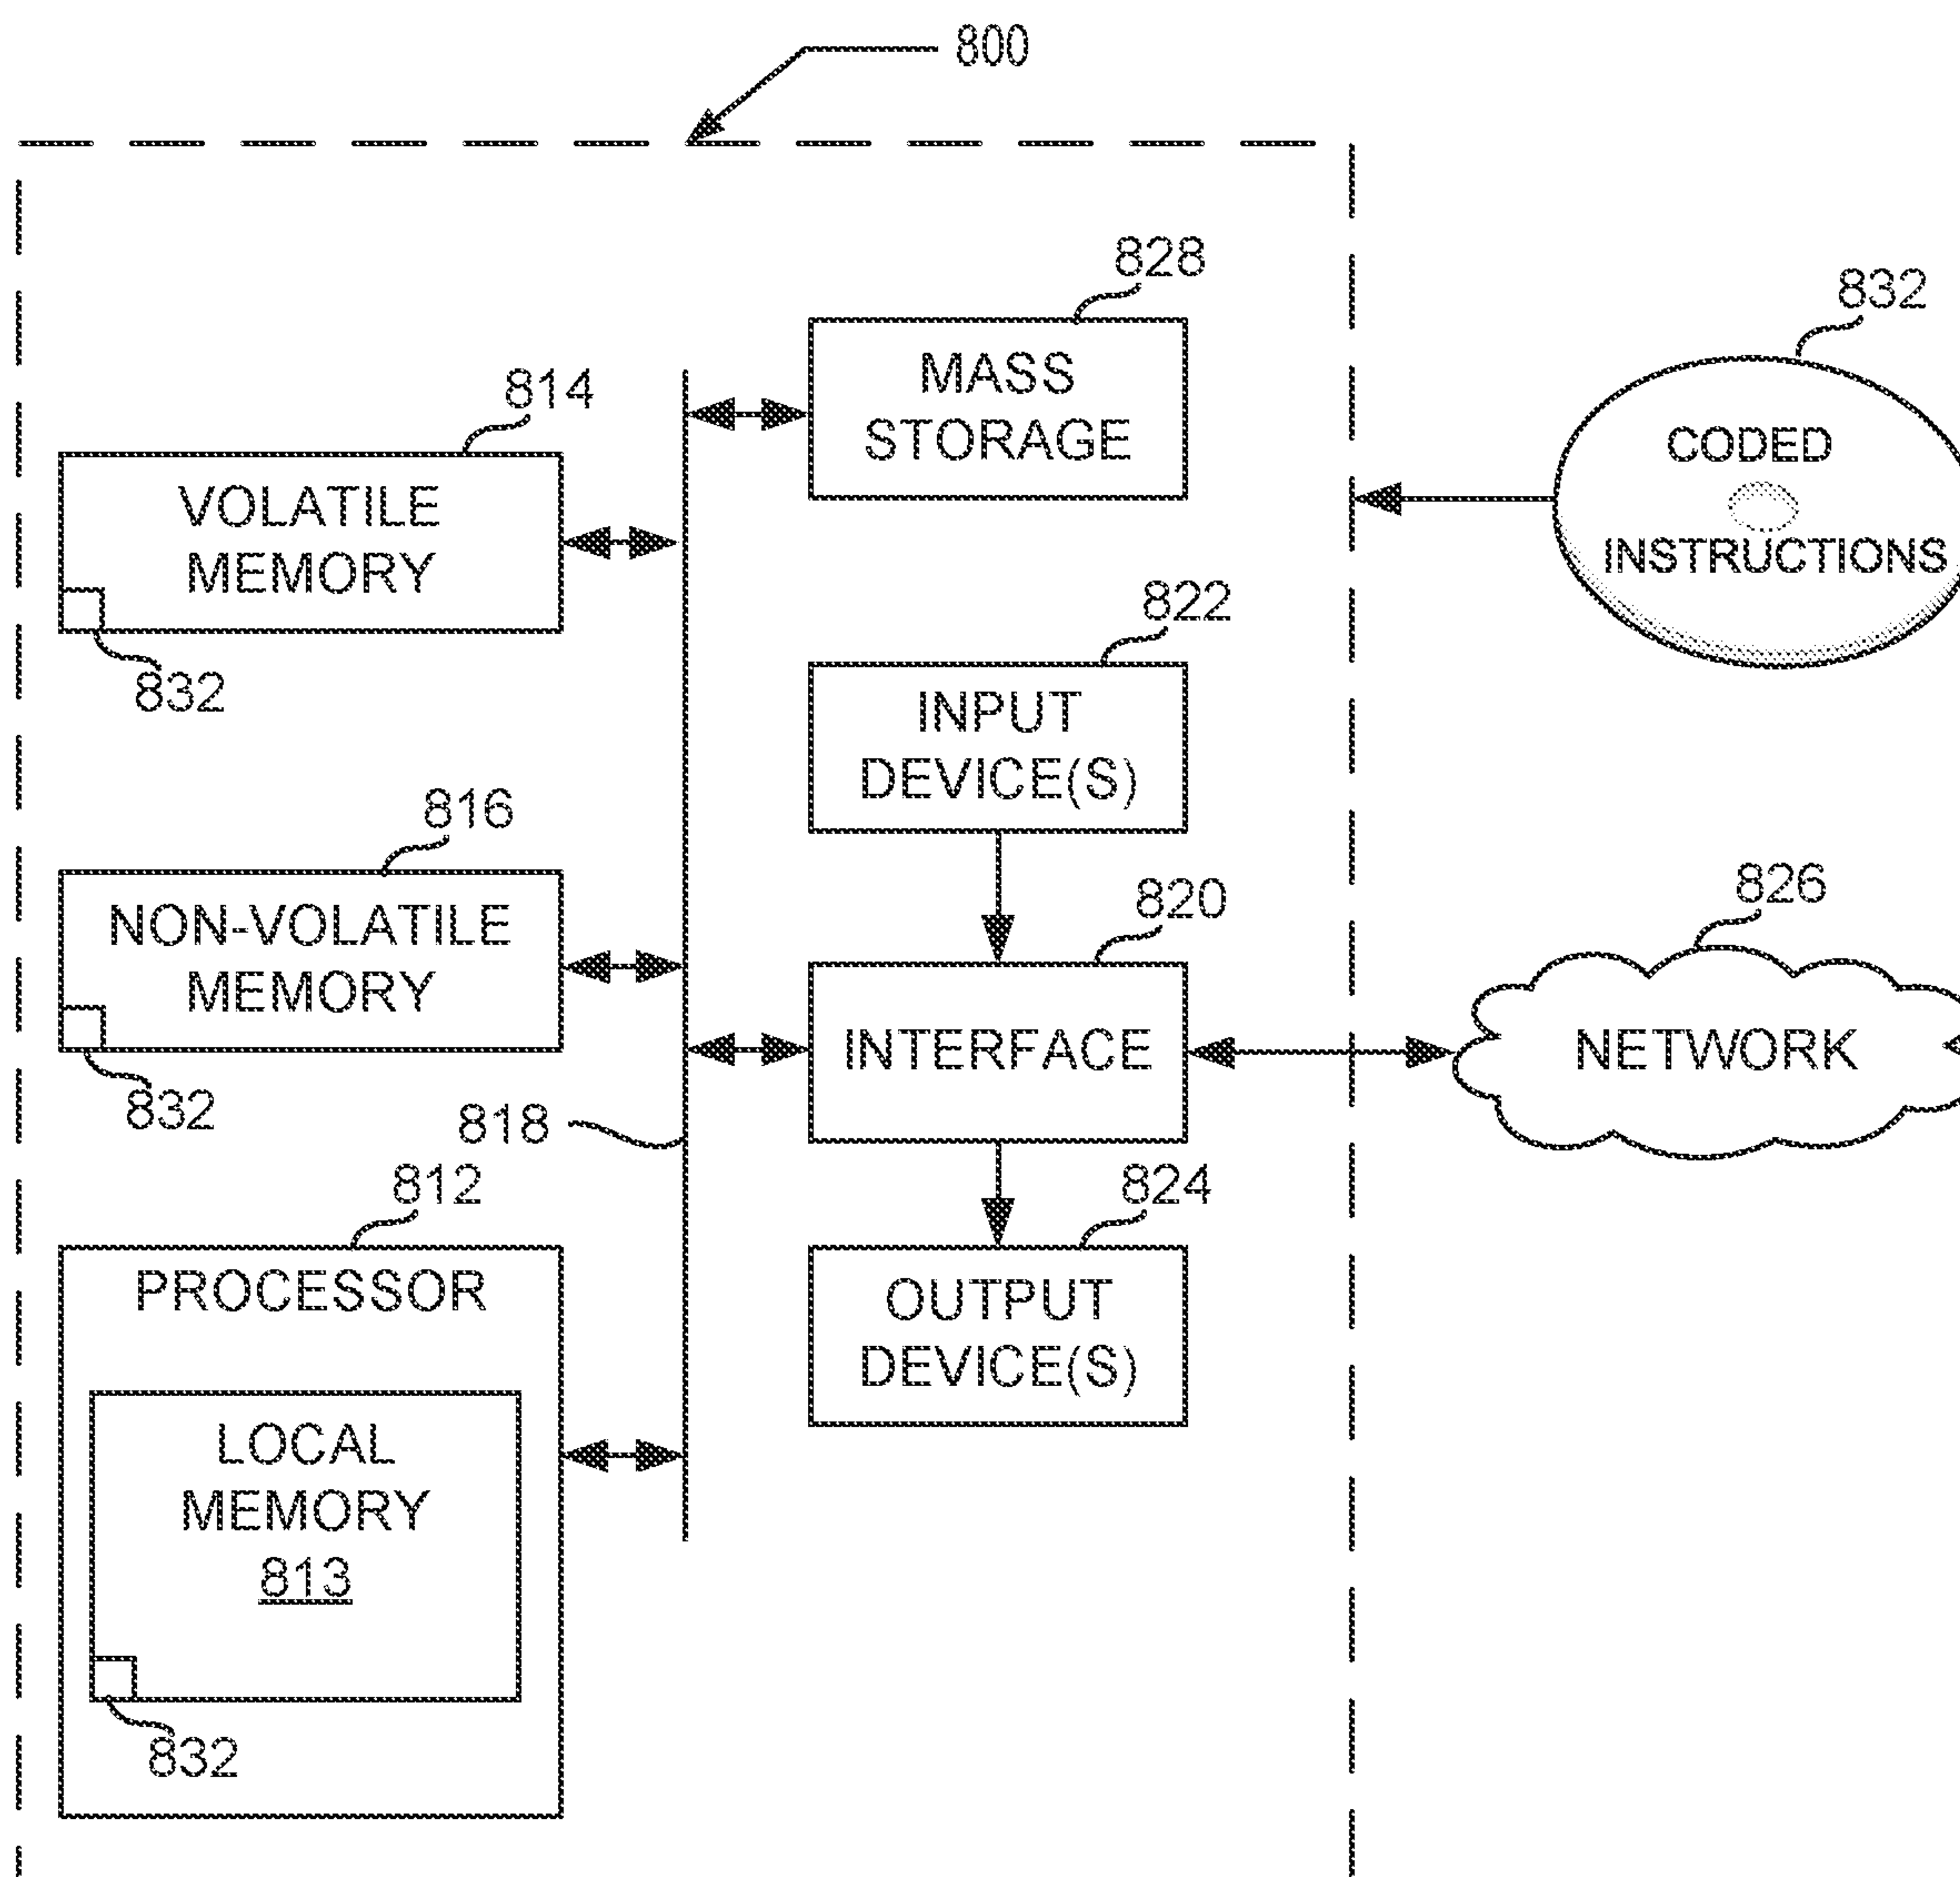 800
828
MASS
STORAGE
832
CODED
INSTRUCTIONS
814
VOLATILE
MEMORY
832
822
INPUT
DEVICE(S)
816
NON-VOLATILE
MEMORY
832
820
INTERFACE
826
NETWORK
818
812
PROCESSOR
LOCAL
MEMORY
813
832
824
OUTPUT
DEVICE(S)